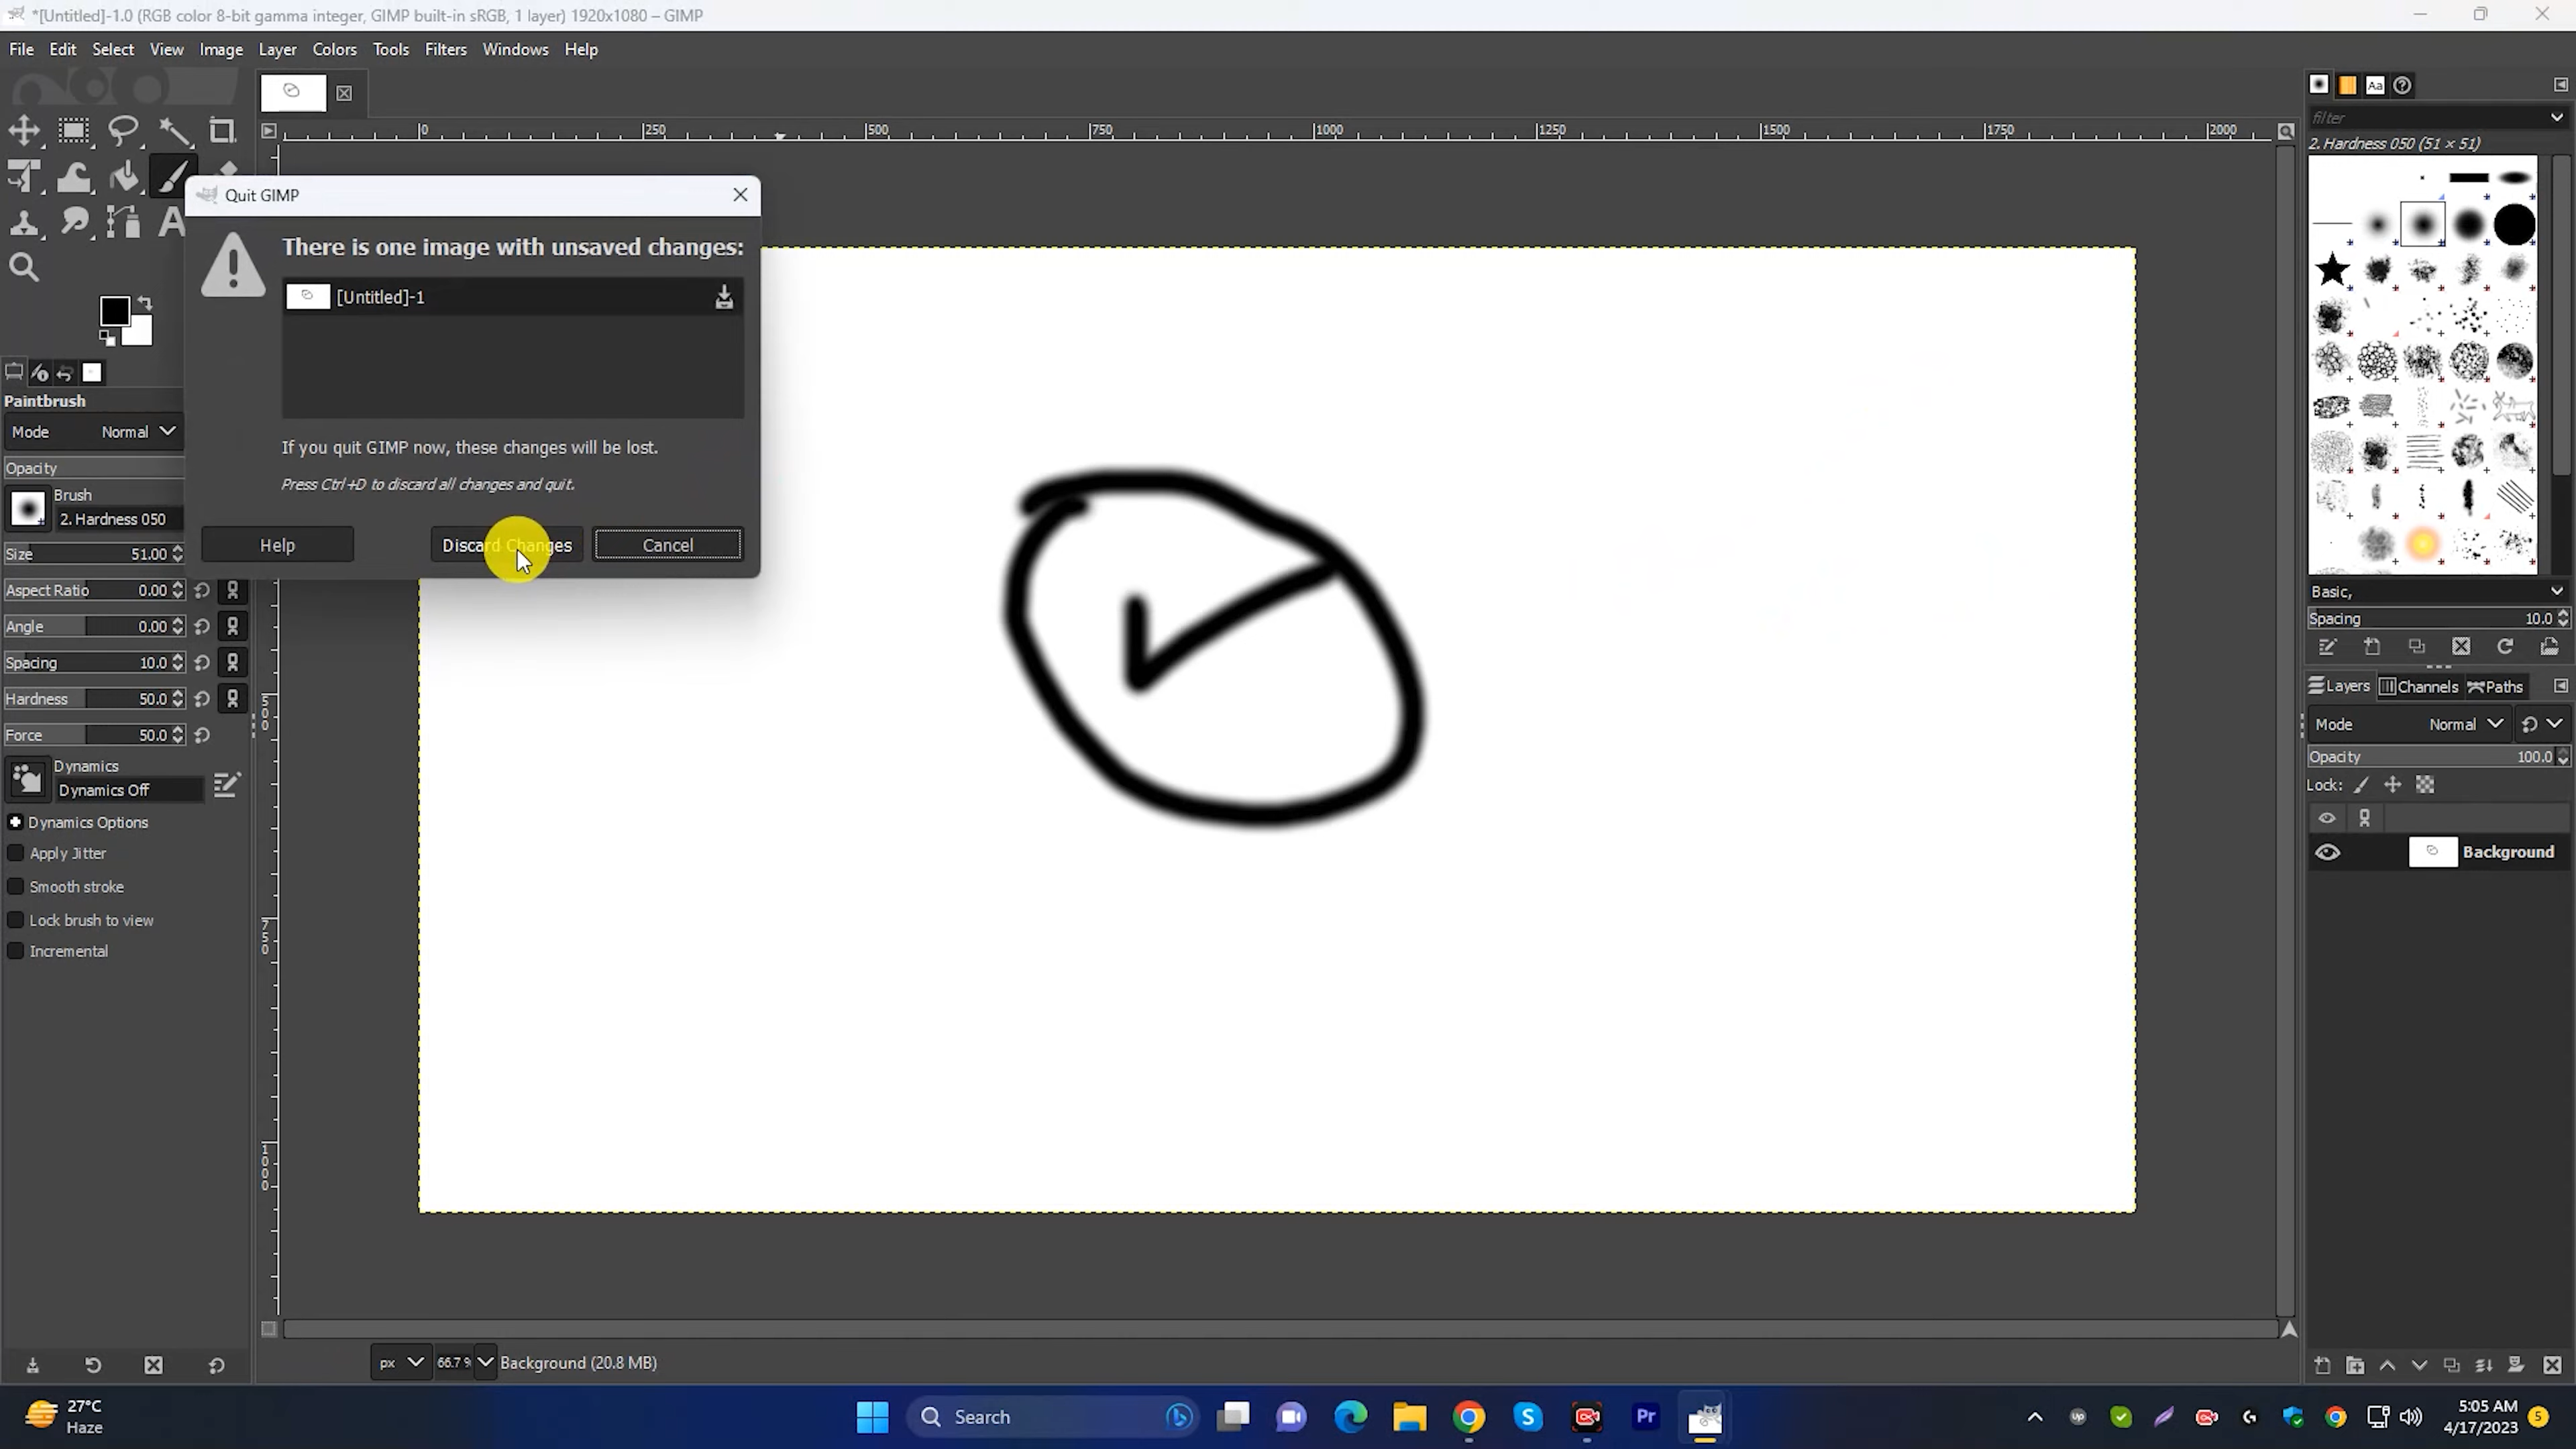 *[Untitled]-1.0 (RGB color 8-bit gamma integer, GIMP built-in sRGB, 1 layer) 1920x1080 – GIMP
File Edit Select View Image Layer Colors Tools Filters Windows Help
0 250 500 750 1000 1250 1500 1750 2000
filter
2. Hardness 050 (51 × 51)
Quit GIMP
There is one image with unsaved changes:
[Untitled]-1
If you quit GIMP now, these changes will be lost.
Press Ctrl+D to discard all changes and quit.
Help Discard Changes Cancel
Paintbrush
Mode Normal
Opacity
Brush
2. Hardness 050
Size 51.00
Aspect Ratio 0.00
Angle 0.00
Spacing 10.0
Hardness 50.0
Force 50.0
Dynamics
Dynamics Off
Dynamics Options
Apply Jitter
Smooth stroke
Lock brush to view
Incremental
500
750
1000
Basic,
Spacing 10.0
Layers Channels Paths
Mode Normal
Opacity 100.0
Lock:
Background
px 66.7 % Background (20.8 MB)
27°C
Haze
Search
Pr
5:05 AM
4/17/2023
5